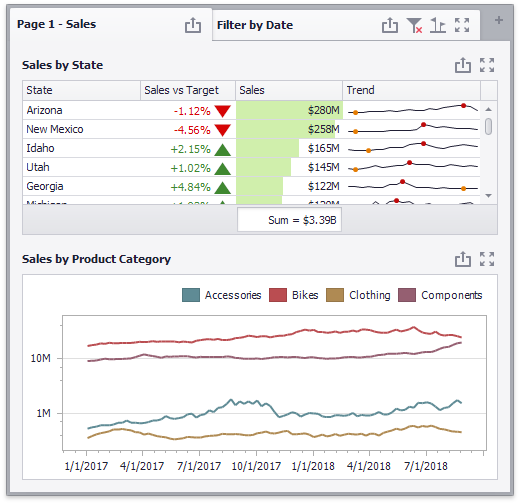 Page 1 - Sales
Filter by Date
+
Sales by State
State Sales vs Target Sales Trend
Arizona -1.12% $280M
New Mexico -4.56% $258M
Idaho +2.15% $165M
Utah +1.02% $145M
Georgia +4.84% $122M
Sum = $3.39B
Sales by Product Category
Accessories Bikes Clothing Components
10M
1M
1/1/2017 4/1/2017 7/1/2017 10/1/2017 1/1/2018 4/1/2018 7/1/2018